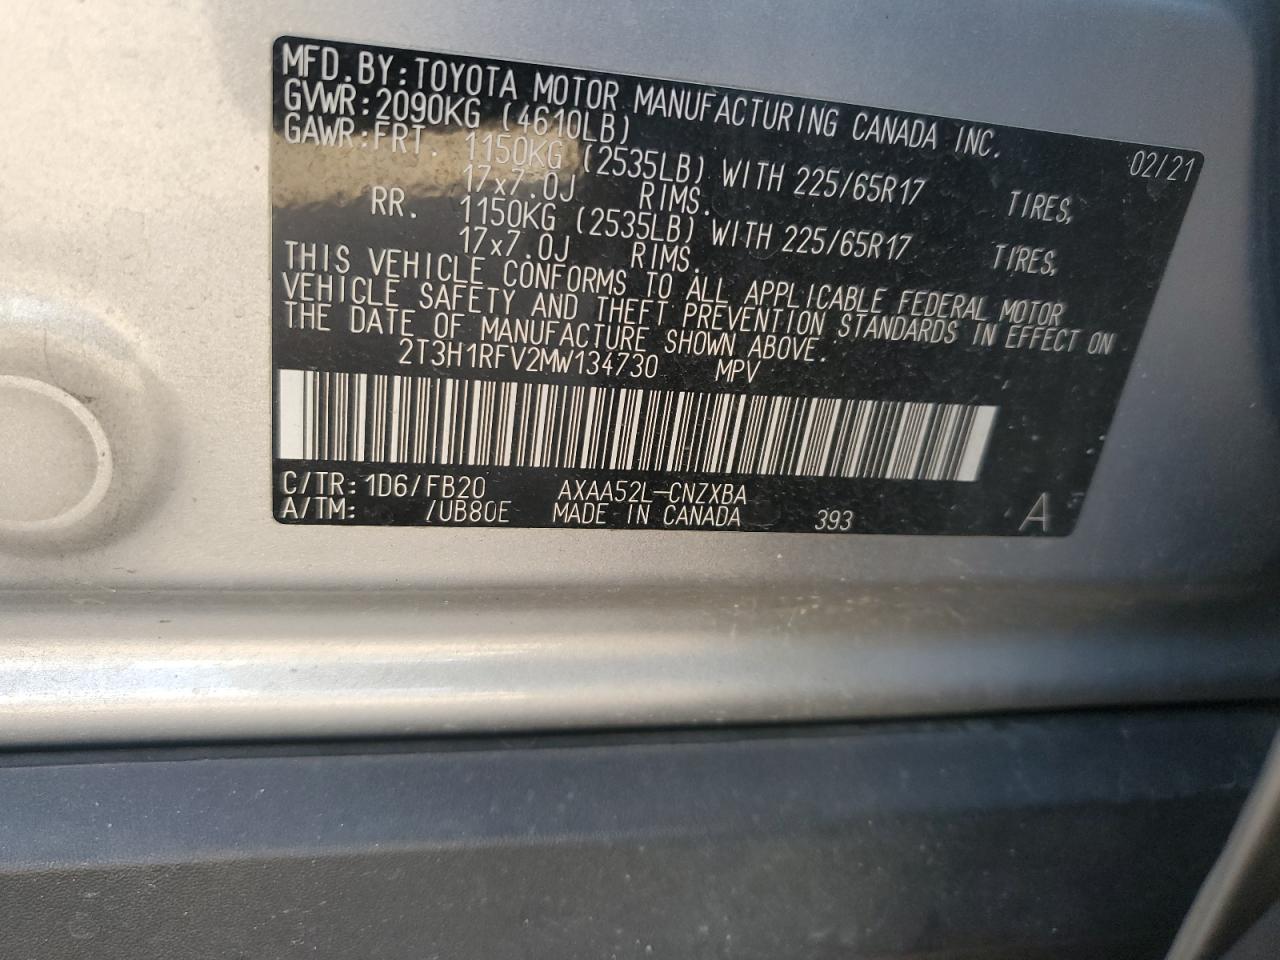 MFD.BY:TOYOTA MOTOR MANUFACTURING CANADA INC. 02/21
GVWR:2090KG (4610LB)
GAWR:FRT. 1150KG (2535LB) WITH 225/65R17 TIRES,
17x7.0J RIMS.
RR. 1150KG (2535LB) WITH 225/65R17 TIRES,
17x7.0J RIMS.
THIS VEHICLE CONFORMS TO ALL APPLICABLE FEDERAL MOTOR
VEHICLE SAFETY AND THEFT PREVENTION STANDARDS IN EFFECT ON
THE DATE OF MANUFACTURE SHOWN ABOVE.
2T3H1RFV2MW134730 MPV
C/TR: 1D6/FB20 AXAA52L-CNZXBA
A/TM: /UB80E MADE IN CANADA 393 A